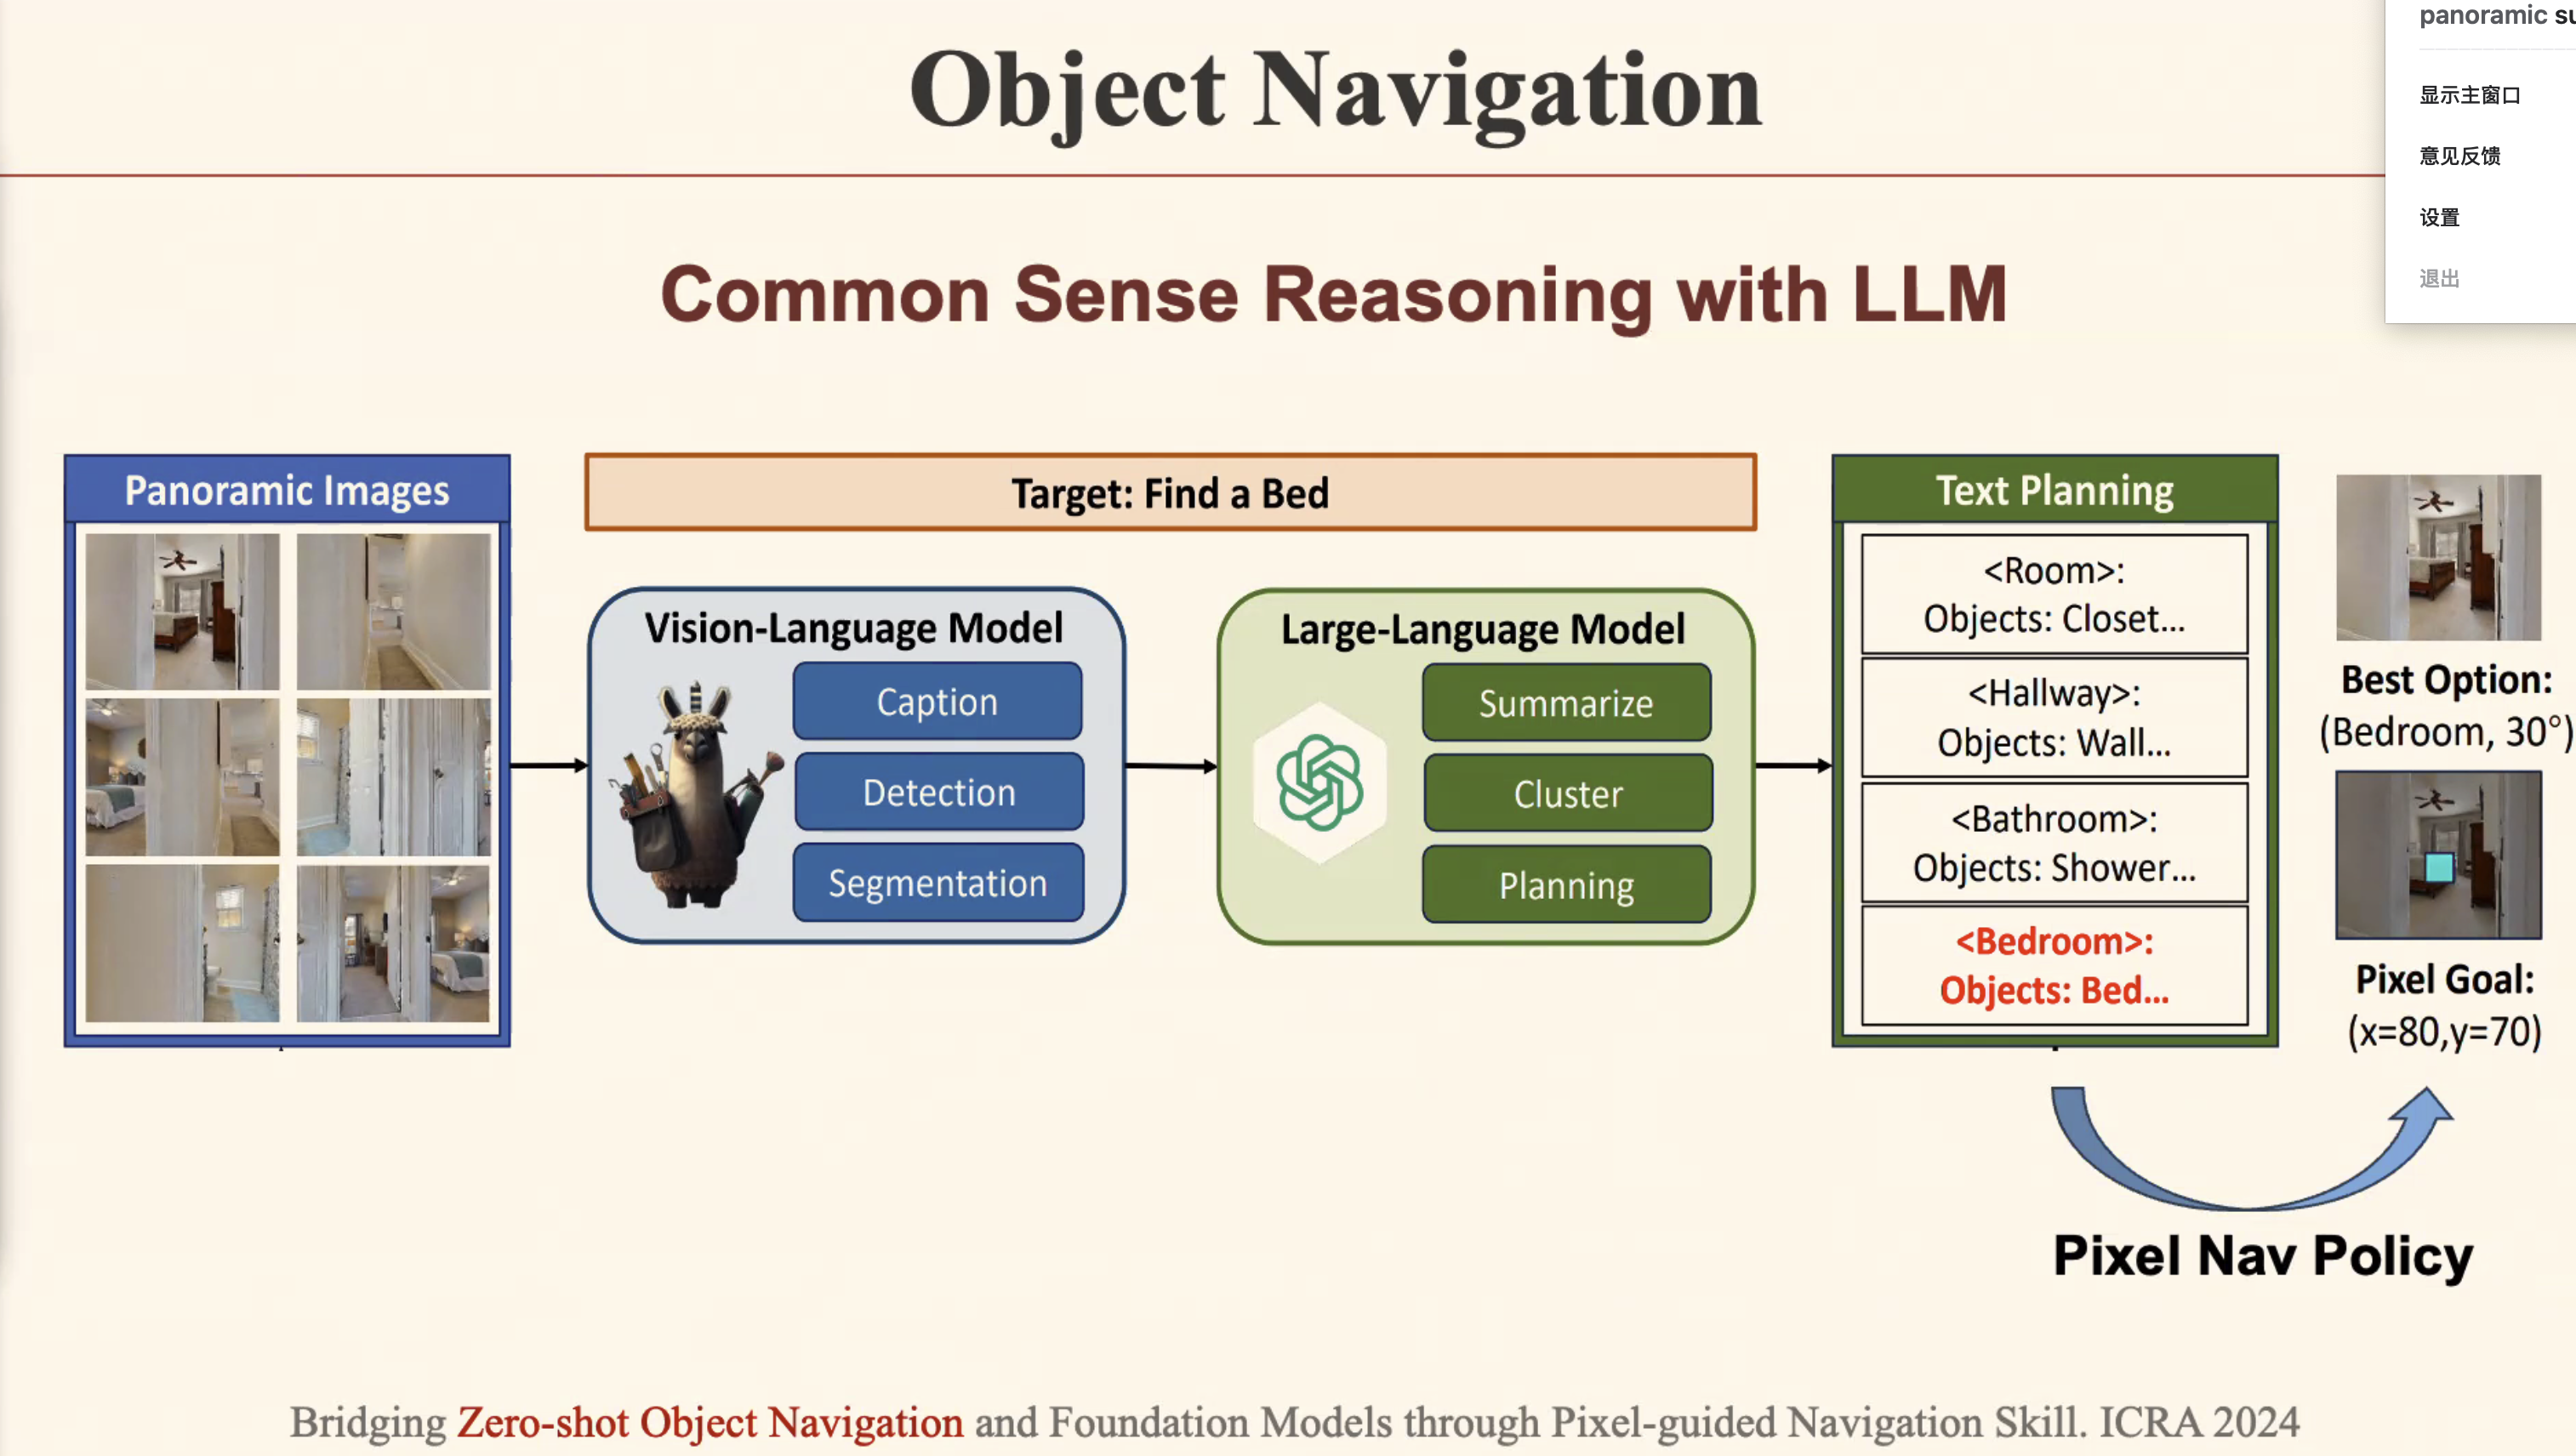 Object Navigation
panoramic
显示主窗口
意见反馈
设置
退出
Common Sense Reasoning with LLM
Panoramic Images
Target: Find a Bed
Vision-Language Model
Caption
Detection
Segmentation
Large-Language Model
Summarize
Cluster
Planning
Text Planning
<Room>:
Objects: Closet...
<Hallway>:
Objects: Wall...
<Bathroom>:
Objects: Shower...
<Bedroom>:
Objects: Bed...
Best Option:
(Bedroom, 30°)
Pixel Goal:
(x=80,y=70)
Pixel Nav Policy
Bridging Zero-shot Object Navigation and Foundation Models through Pixel-guided Navigation Skill. ICRA 2024